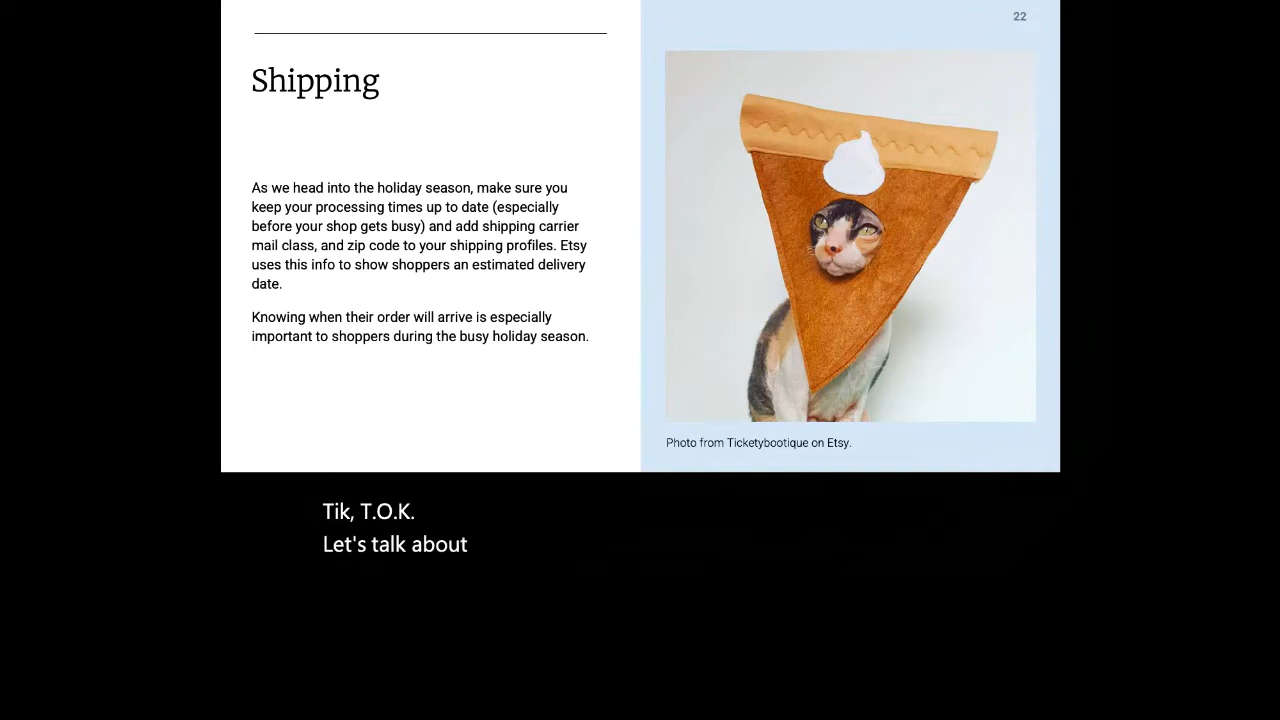 22
Shipping
As we head into the holiday season, make sure you
keep your processing times up to date (especially
before your shop gets busy) and add shipping carrier
mail class, and zip code to your shipping profiles. Etsy
uses this info to show shoppers an estimated delivery
date.
Knowing when their order will arrive is especially
important to shoppers during the busy holiday season.
Photo from Ticketybootique on Etsy.
Tik, T.O.K.
Let's talk about